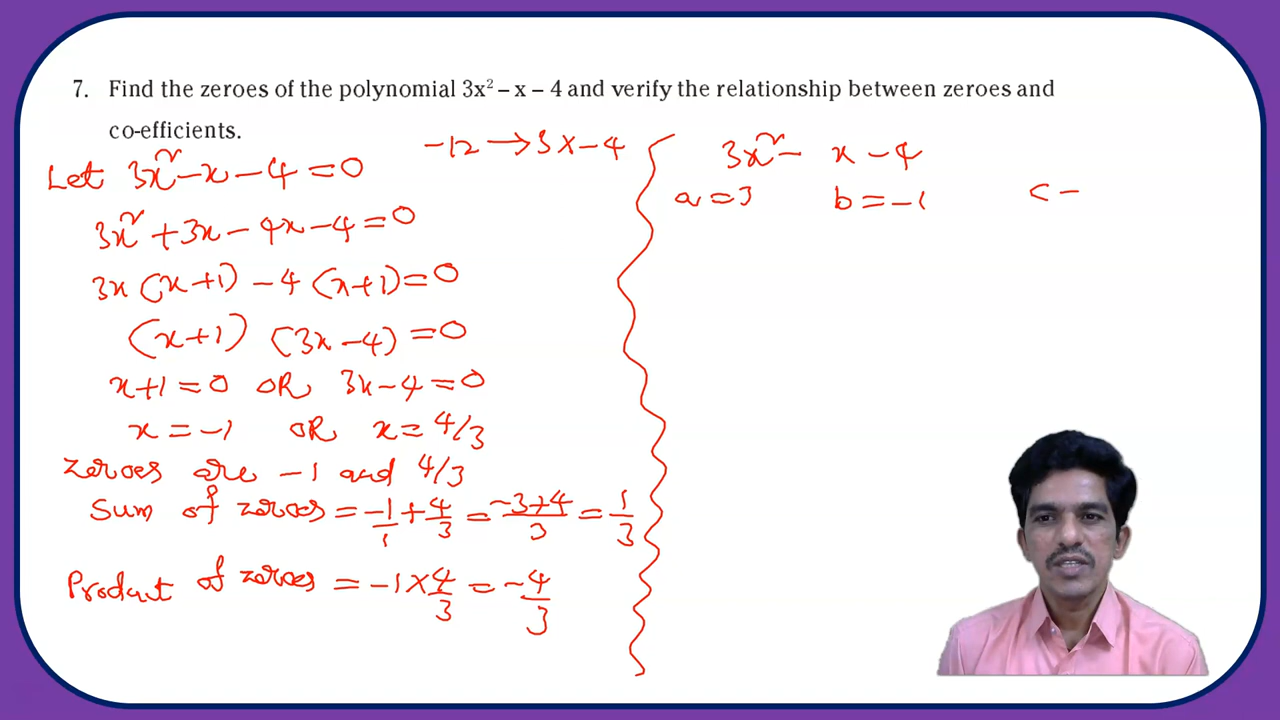 7. Find the zeroes of the polynomial 3x² – x – 4 and verify the relationship between zeroes and
co-efficients.
-12 → 3 x - 4
Let 3x² - x - 4 = 0
3x² + 3x - 4x - 4 = 0
3x (x+1) - 4 (x+1) = 0
(x+1) (3x - 4) = 0
x+1 = 0 OR 3x - 4 = 0
x = -1 OR x = 4/3
Zeroes are -1 and 4/3
Sum of zeroes = -1/1 + 4/3 = -3+4/3 = 1/3
Product of zeroes = -1 × 4/3 = -4/3
3x² - x - 4
a = 3 b = -1 c -